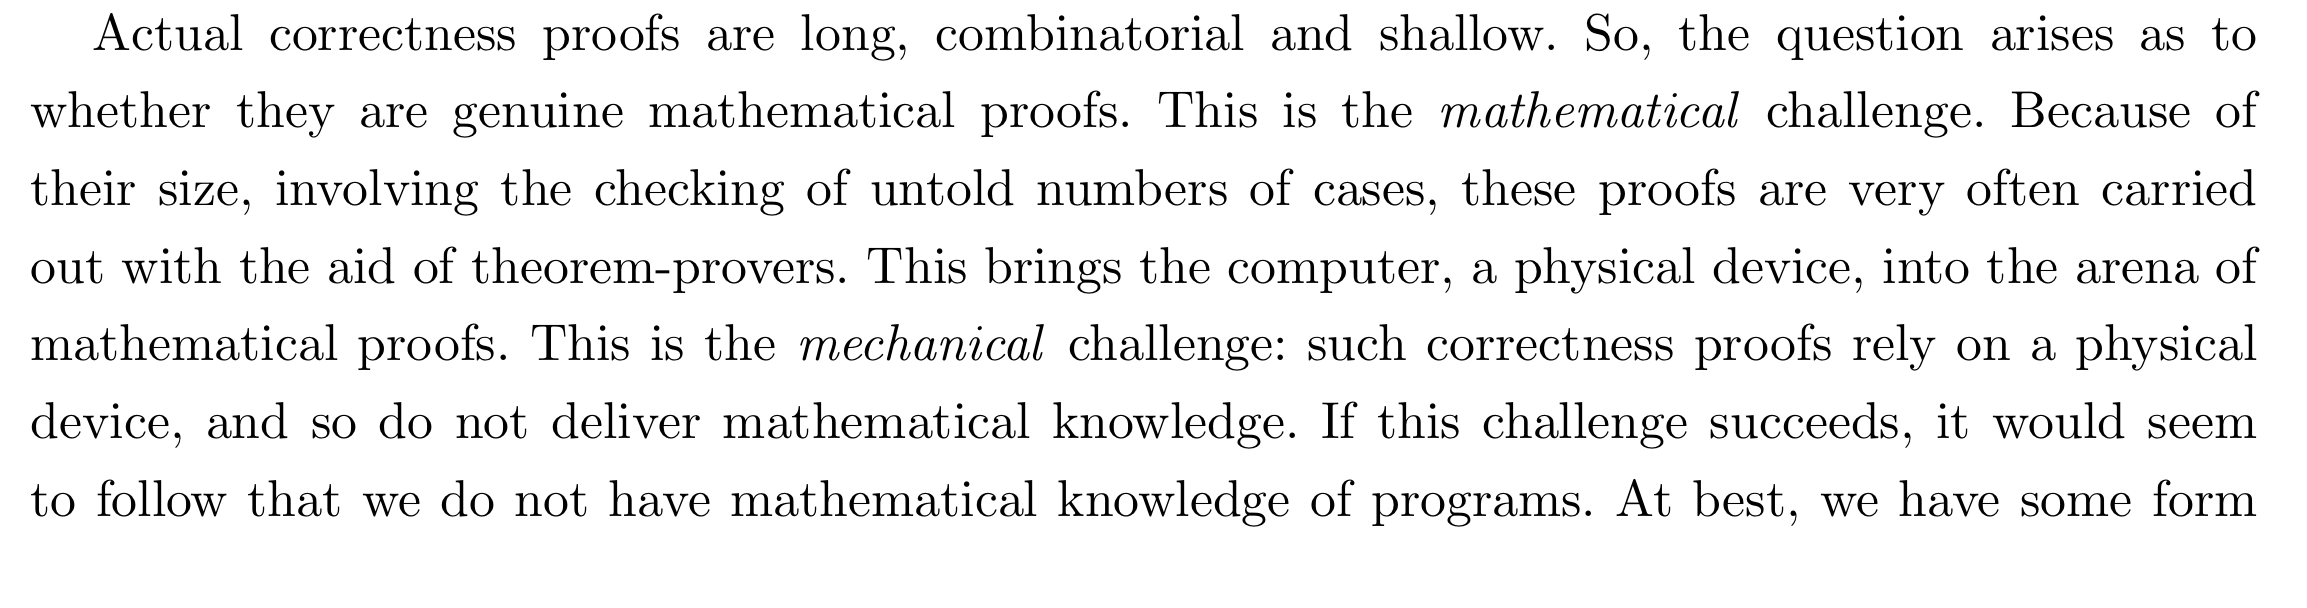 Actual correctness proofs are long, combinatorial and shallow. So, the question arises as to
whether they are genuine mathematical proofs. This is the mathematical challenge. Because of
their size, involving the checking of untold numbers of cases, these proofs are very often carried
out with the aid of theorem-provers. This brings the computer, a physical device, into the arena of
mathematical proofs. This is the mechanical challenge: such correctness proofs rely on a physical
device, and so do not deliver mathematical knowledge. If this challenge succeeds, it would seem
to follow that we do not have mathematical knowledge of programs. At best, we have some form